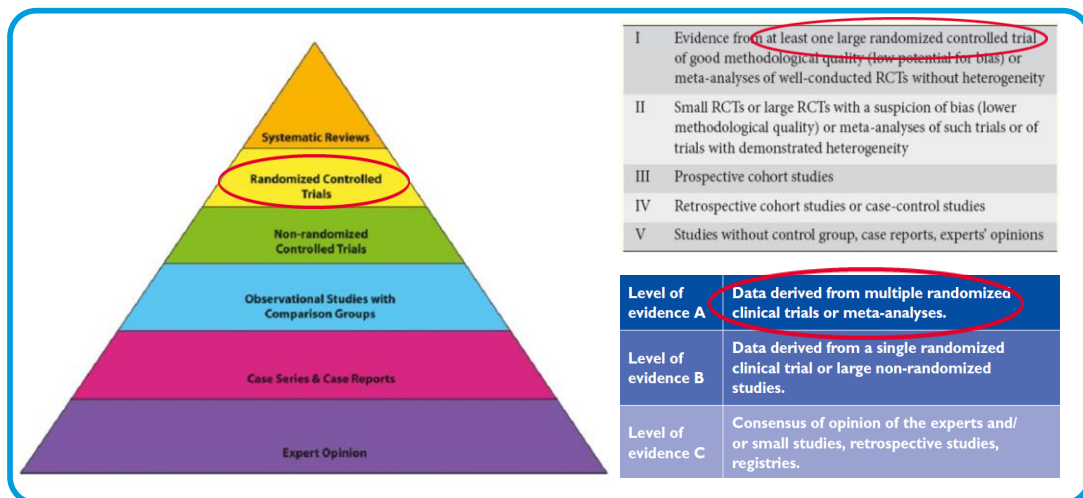 Systematic Reviews
Randomized Controlled
Trials
Non-randomized
Controlled Trials
Observational Studies with
Comparison Groups
Case Series & Case Reports
Expert Opinion
I Evidence from at least one large randomized controlled trial
of good methodological quality (low potential for bias) or
meta-analyses of well-conducted RCTs without heterogeneity
II Small RCTs or large RCTs with a suspicion of bias (lower
methodological quality) or meta-analyses of such trials or of
trials with demonstrated heterogeneity
III Prospective cohort studies
IV Retrospective cohort studies or case-control studies
V Studies without control group, case reports, experts' opinions
Level of
evidence A
Data derived from multiple randomized
clinical trials or meta-analyses.
Level of
evidence B
Data derived from a single randomized
clinical trial or large non-randomized
studies.
Level of
evidence C
Consensus of opinion of the experts and/
or small studies, retrospective studies,
registries.